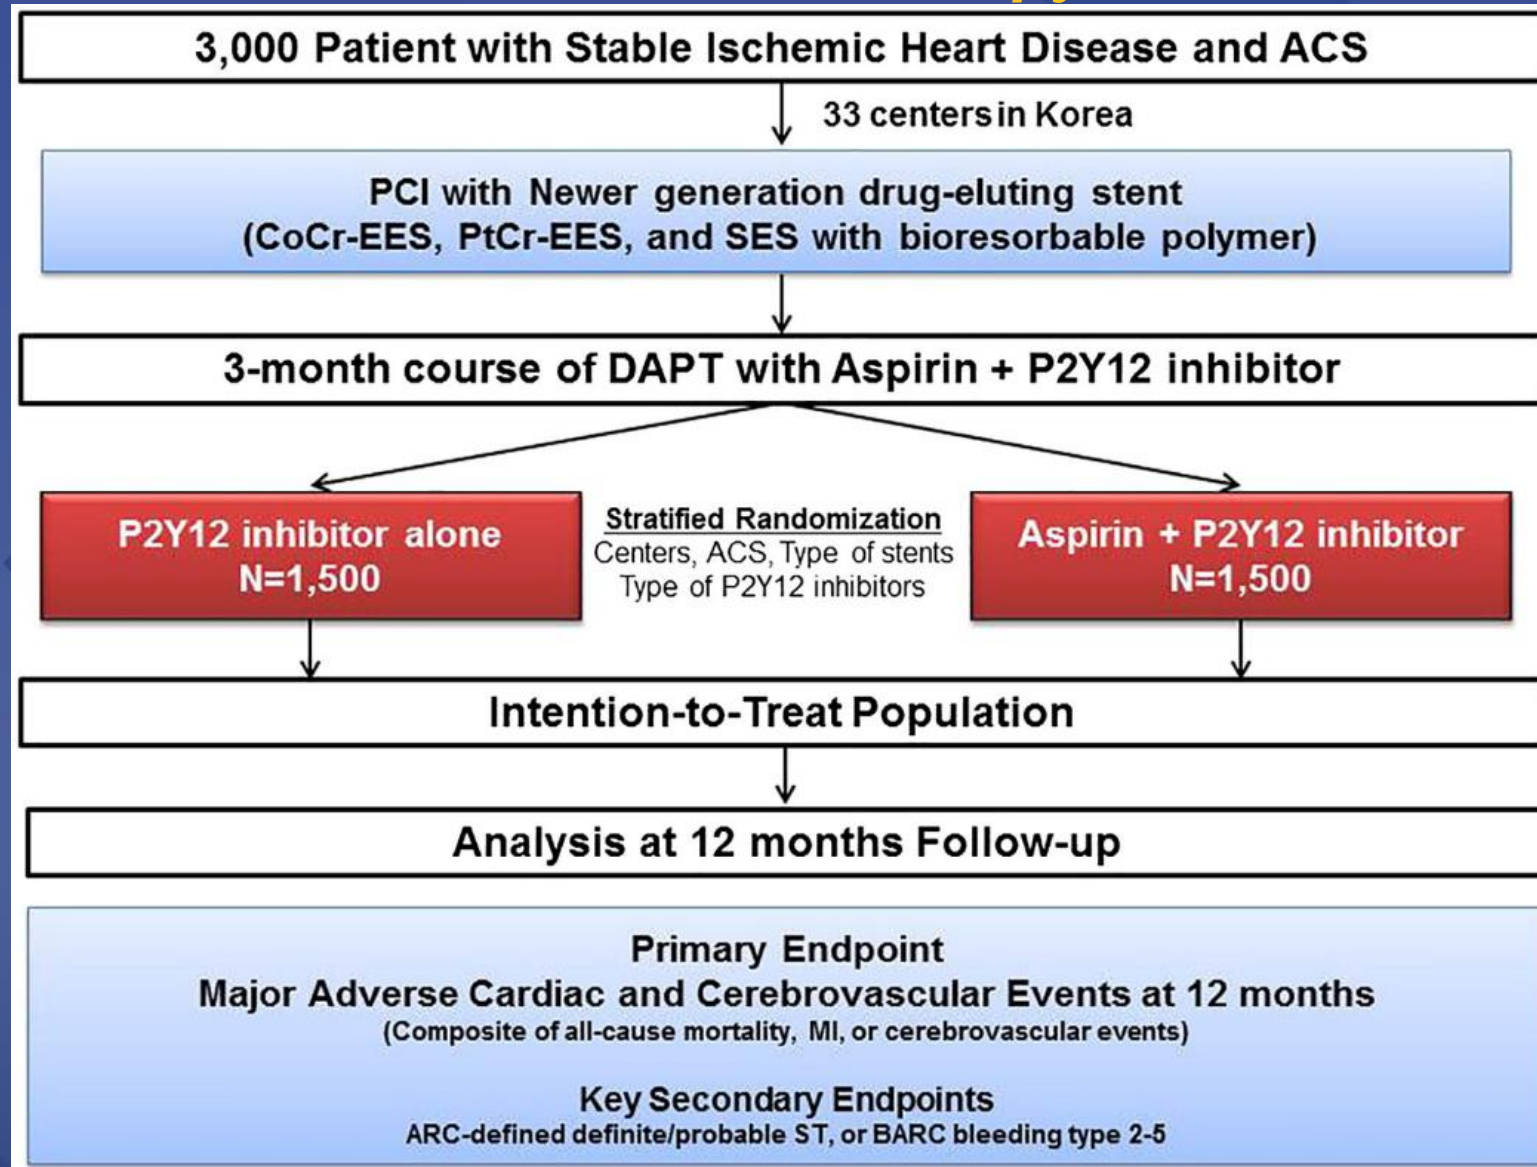 3,000 Patient with Stable Ischemic Heart Disease and ACS
33 centers in Korea
PCI with Newer generation drug-eluting stent
(CoCr-EES, PtCr-EES, and SES with bioresorbable polymer)
3-month course of DAPT with Aspirin + P2Y12 inhibitor
P2Y12 inhibitor alone
N=1,500
Stratified Randomization
Centers, ACS, Type of stents
Type of P2Y12 inhibitors
Aspirin + P2Y12 inhibitor
N=1,500
Intention-to-Treat Population
Analysis at 12 months Follow-up
Primary Endpoint
Major Adverse Cardiac and Cerebrovascular Events at 12 months
(Composite of all-cause mortality, MI, or cerebrovascular events)
Key Secondary Endpoints
ARC-defined definite/probable ST, or BARC bleeding type 2-5